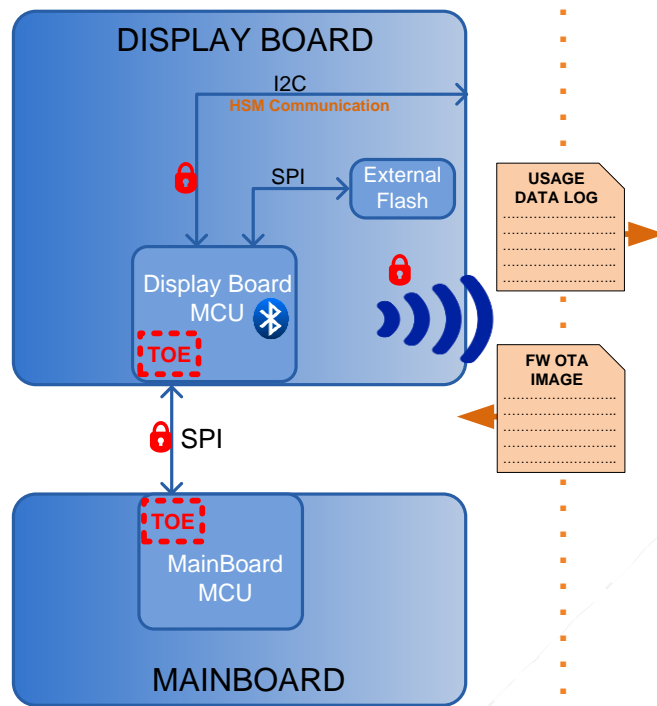 DISPLAY BOARD
I2C
HSM Communication
SPI
External
Flash
USAGE
DATA LOG
Display Board
MCU
TOE
FW OTA
IMAGE
SPI
TOE
MainBoard
MCU
MAINBOARD